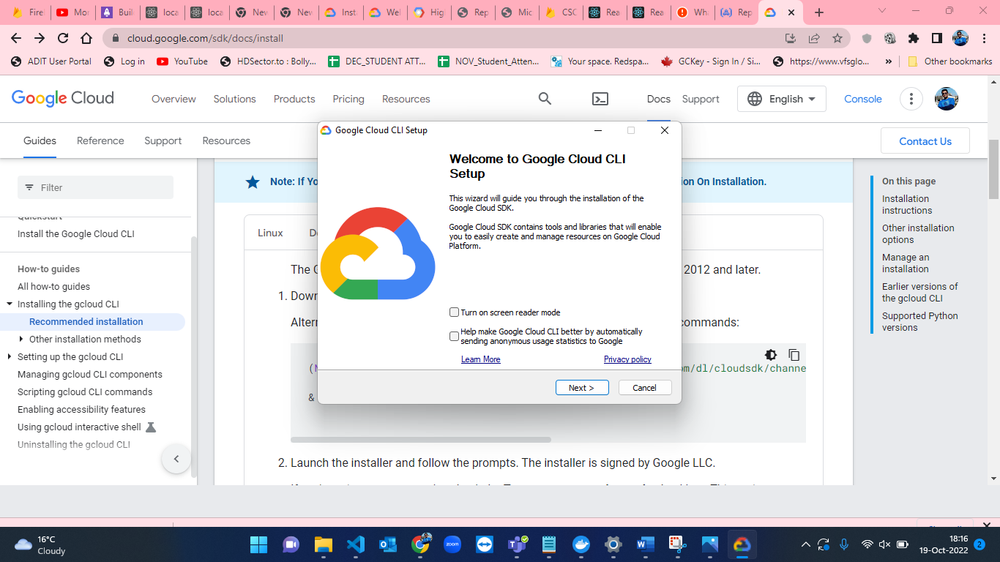 Fire
Mor
Buil
loca
loca
New
New
Inst
Wel
Hig
Rep
Mic
CSC
Rea
Rea
Wha
Rep
cloud.google.com/sdk/docs/install
ADIT User Portal
Log in
YouTube
HDSector.to : Bolly...
DEC_STUDENT ATT...
NOV_Student_Atten...
Your space. Redspa...
GCKey - Sign In / Si...
https://www.vfsglo...
»
Other bookmarks
Google Cloud
Overview
Solutions
Products
Pricing
Resources
Docs
Support
English
Console
Guides
Reference
Support
Resources
Contact Us
Filter
Quickstart
Install the Google Cloud CLI
How-to guides
All how-to guides
Installing the gcloud CLI
Recommended installation
Other installation methods
Setting up the gcloud CLI
Managing gcloud CLI components
Scripting gcloud CLI commands
Enabling accessibility features
Using gcloud interactive shell
Uninstalling the gcloud CLI
Note: If Yo
ion On Installation.
Linux
D
The G
2012 and later.
1. Down
Altern
commands:
(N
om/dl/cloudsdk/channe
&
2. Launch the installer and follow the prompts. The installer is signed by Google LLC.
Google Cloud CLI Setup
Welcome to Google Cloud CLI
Setup
This wizard will guide you through the installation of the
Google Cloud SDK.
Google Cloud SDK contains tools and libraries that will enable
you to easily create and manage resources on Google Cloud
Platform.
Turn on screen reader mode
Help make Google Cloud CLI better by automatically
sending anonymous usage statistics to Google
Learn More
Privacy policy
Next >
Cancel
On this page
Installation
instructions
Other installation
options
Manage an
installation
Earlier versions of
the gcloud CLI
Supported Python
versions
16°C
Cloudy
zoom
18:16
19-Oct-2022
2